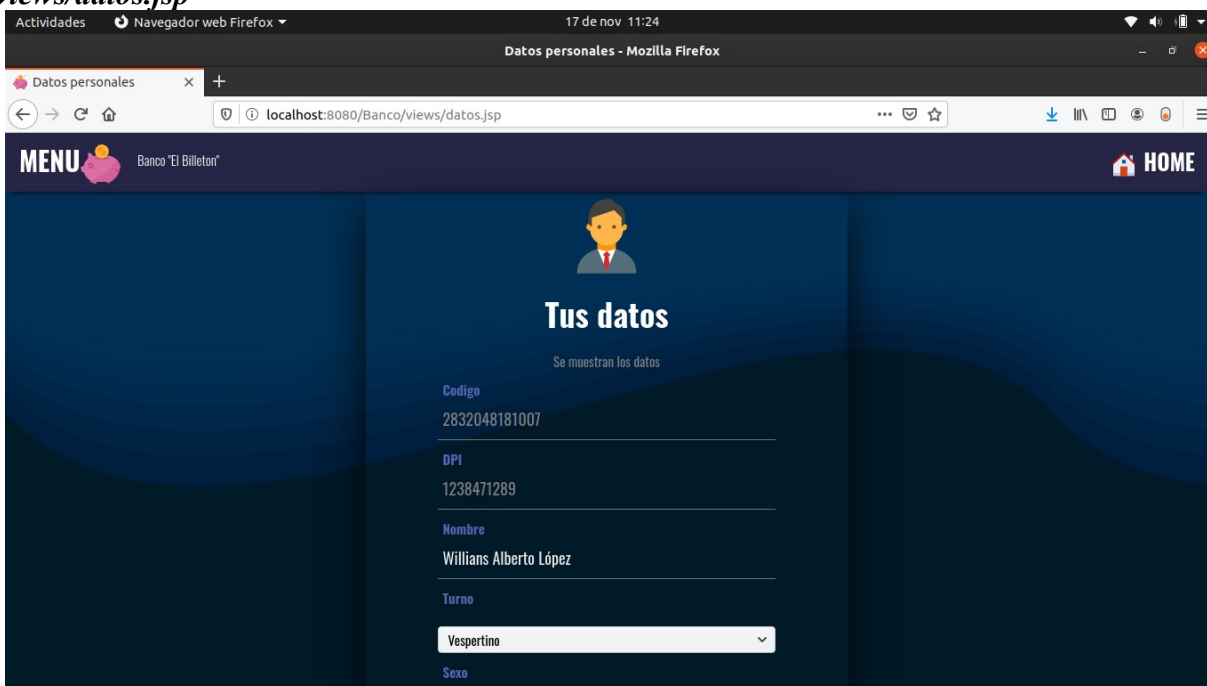 views/datos.jsp
Actividades Navegador web Firefox 17 de nov 11:24
Datos personales - Mozilla Firefox
Datos personales
localhost:8080/Banco/views/datos.jsp
MENU Banco "El Billeton" HOME
Tus datos
Se muestran los datos
Codigo
2832048181007
DPI
1238471289
Nombre
Willians Alberto López
Turno
Vespertino
Sexo